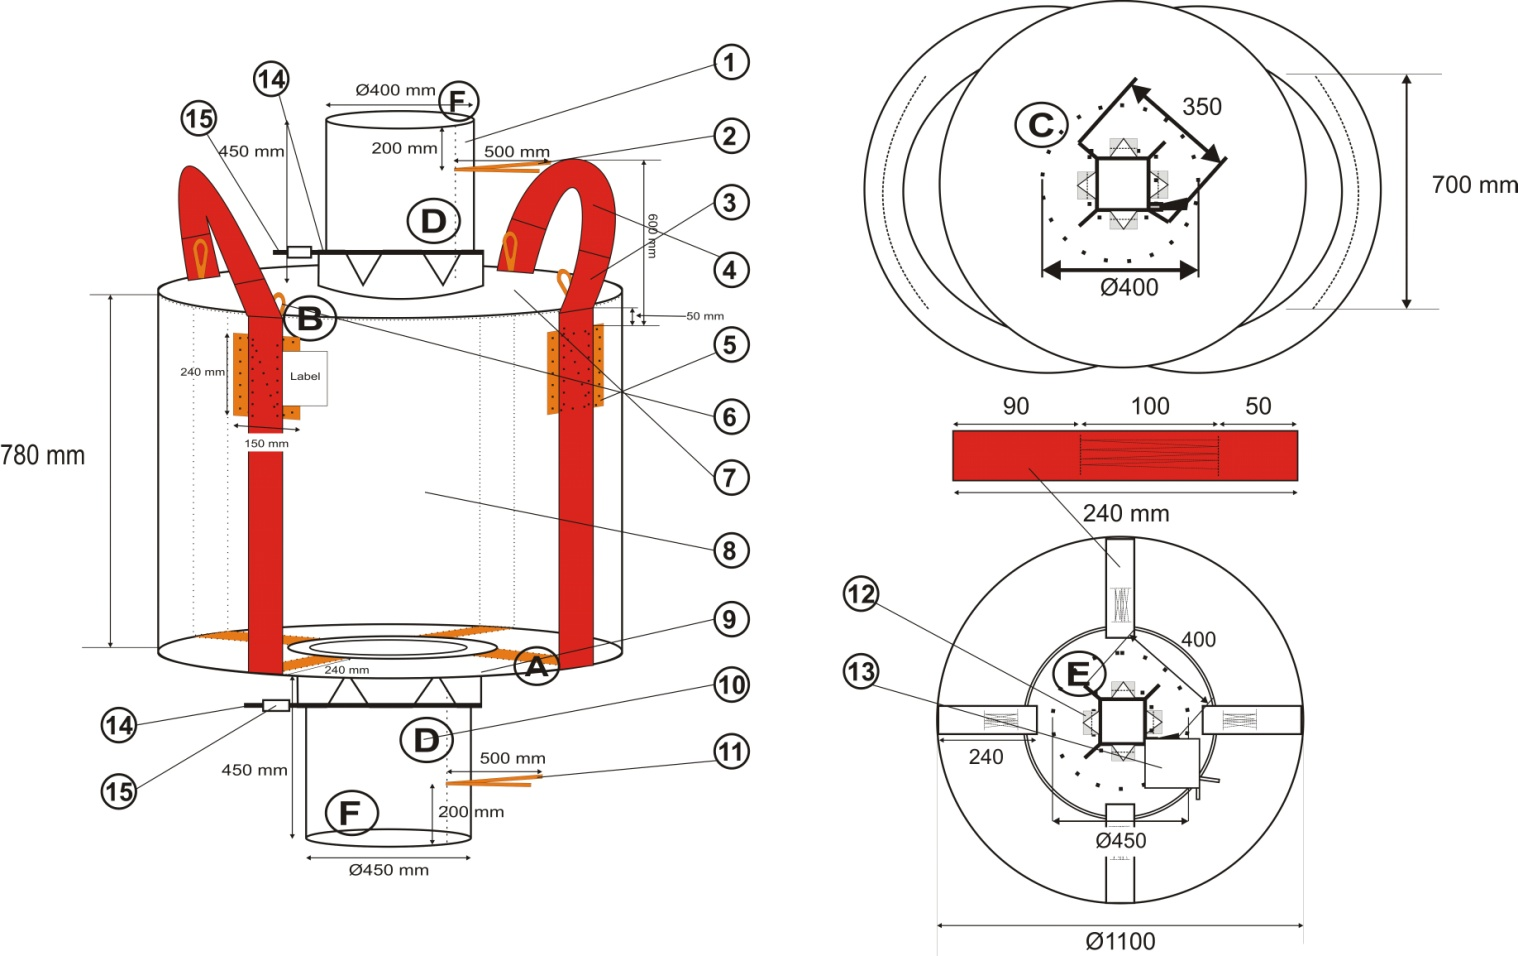 Ø400 mm
F
1
14
15
450 mm
200 mm
500 mm
2
D
600 mm
3
4
B
50 mm
5
240 mm
Label
150 mm
780 mm
6
7
8
9
240 mm
A
10
14
D
15
450 mm
500 mm
11
F
200 mm
Ø450 mm
C
350
Ø400
700 mm
90
100
50
240 mm
12
13
E
400
240
Ø450
Ø1100